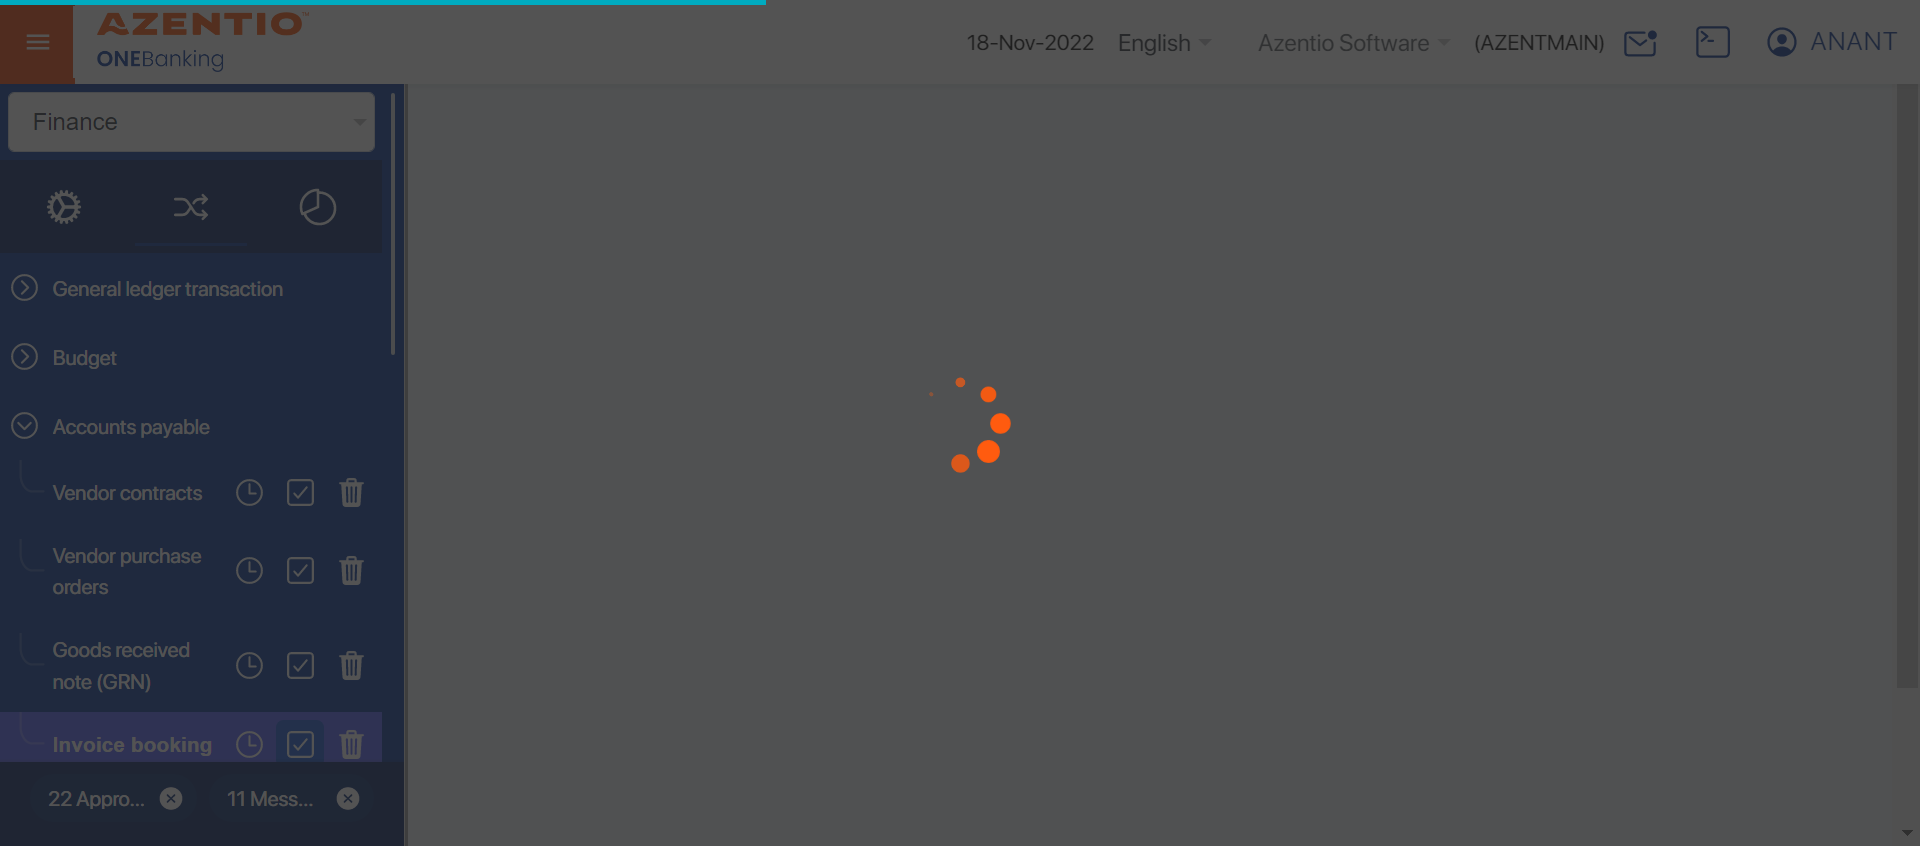 AZENTIO™
ONEBanking
18-Nov-2022
English
Azentio Software
(AZENTMAIN)
ANANT
Finance
General ledger transaction
Budget
Accounts payable
Vendor contracts
Vendor purchase
orders
Goods received
note (GRN)
Invoice booking
22 Appro...
11 Mess...